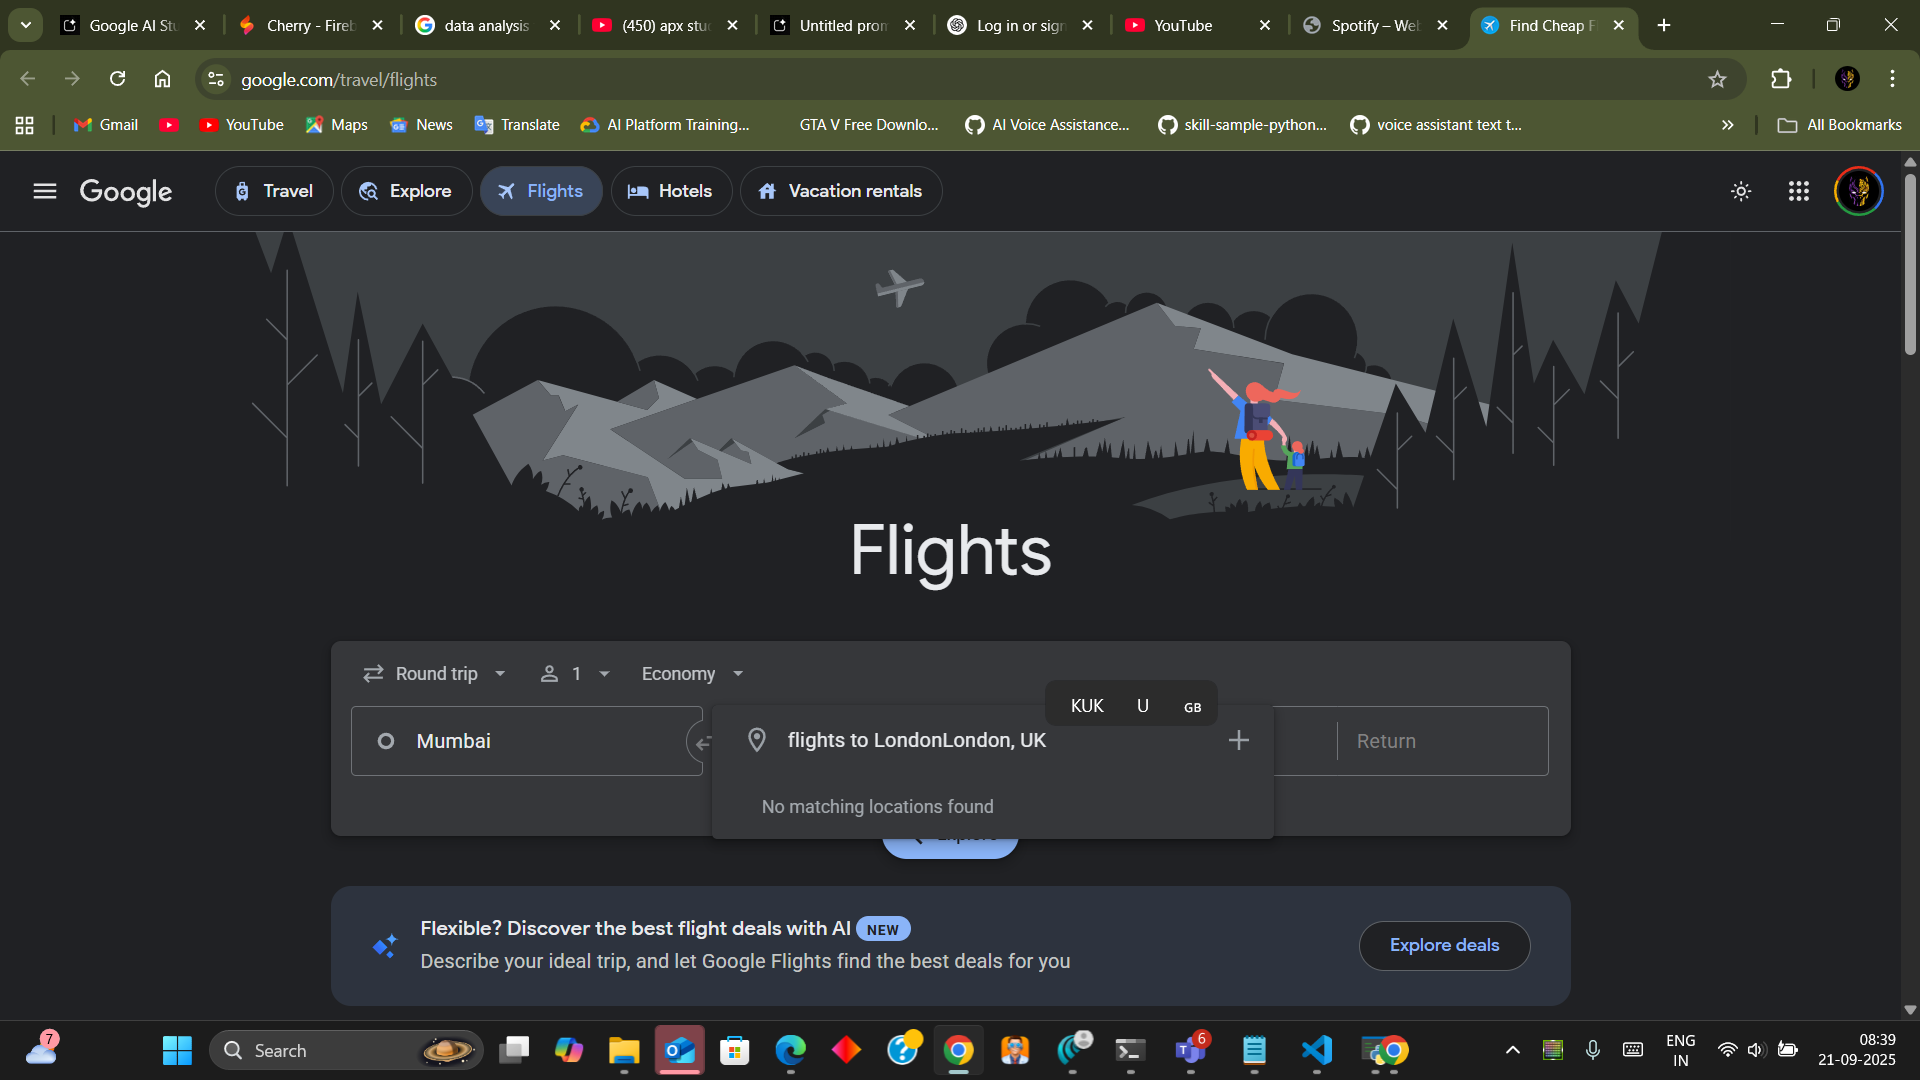 Google AI Stu
Cherry - Fireb
data analysis
(450) apx stud
Untitled prom
Log in or sign
YouTube
Spotify – Web
Find Cheap F
google.com/travel/flights
Gmail
YouTube
Maps
News
Translate
AI Platform Training...
GTA V Free Downlo...
AI Voice Assistance...
skill-sample-python...
voice assistant text t...
»
All Bookmarks
Google
Travel
Explore
Flights
Hotels
Vacation rentals
Flights
Round trip
1
Economy
KUK U GB
Mumbai
flights to LondonLondon, UK
Return
No matching locations found
Explore
Flexible? Discover the best flight deals with AI NEW
Describe your ideal trip, and let Google Flights find the best deals for you
Explore deals
7
Search
6
ENG
IN
08:39
21-09-2025